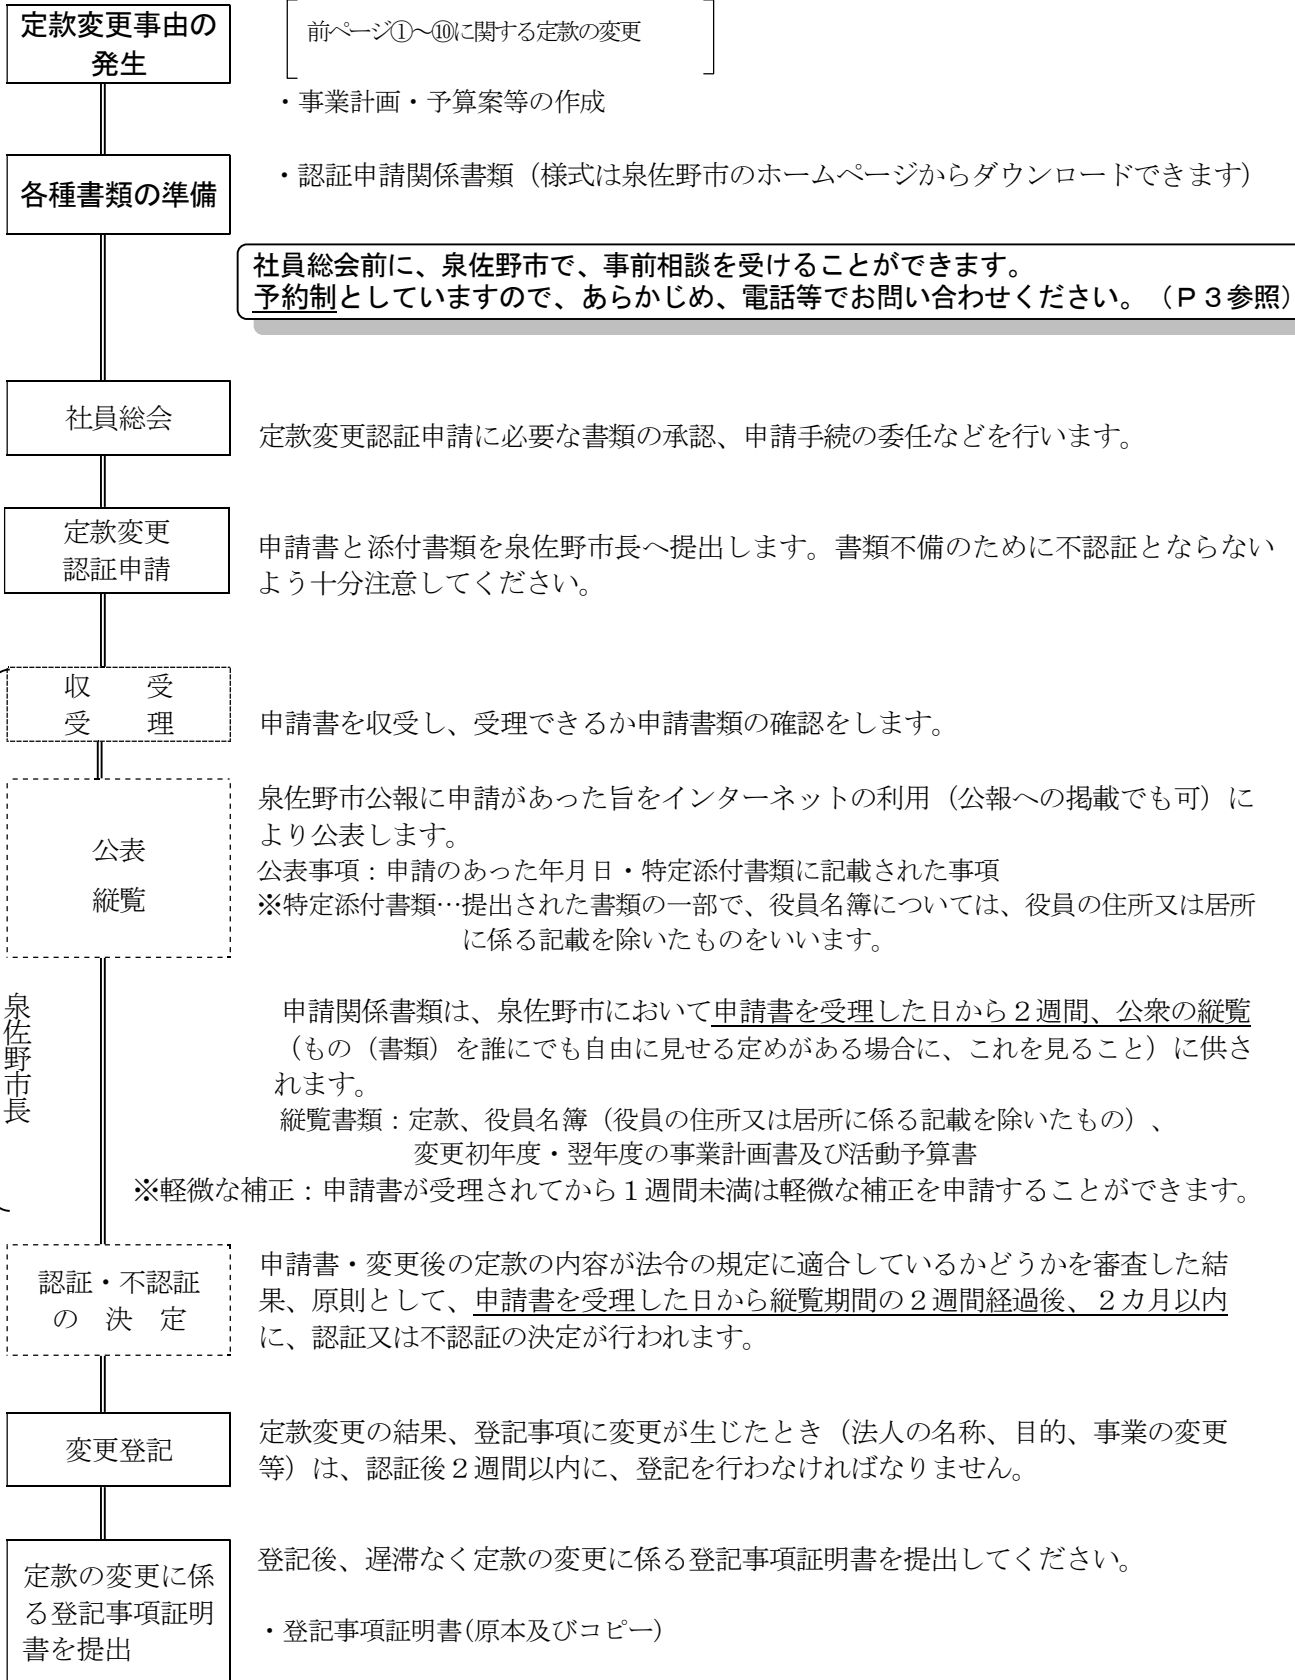 定款変更事由の
発生
前ページ①～⑩に関する定款の変更
・事業計画・予算案等の作成
各種書類の準備
・認証申請関係書類（様式は泉佐野市のホームページからダウンロードできます）
社員総会前に、泉佐野市で、事前相談を受けることができます。
予約制としていますので、あらかじめ、電話等でお問い合わせください。（Ｐ３参照）
社員総会
定款変更認証申請に必要な書類の承認、申請手続の委任などを行います。
定款変更
認証申請
申請書と添付書類を泉佐野市長へ提出します。書類不備のために不認証とならない
よう十分注意してください。
収　　受
受　　理
申請書を収受し、受理できるか申請書類の確認をします。
公表
縦覧
泉佐野市公報に申請があった旨をインターネットの利用（公報への掲載でも可）に
より公表します。
公表事項：申請のあった年月日・特定添付書類に記載された事項
※特定添付書類…提出された書類の一部で、役員名簿については、役員の住所又は居所
に係る記載を除いたものをいいます。
泉佐野市長
申請関係書類は、泉佐野市において申請書を受理した日から２週間、公衆の縦覧
（もの（書類）を誰にでも自由に見せる定めがある場合に、これを見ること）に供さ
れます。
縦覧書類：定款、役員名簿（役員の住所又は居所に係る記載を除いたもの）、
変更初年度・翌年度の事業計画書及び活動予算書
※軽微な補正：申請書が受理されてから１週間未満は軽微な補正を申請することができます。
認証・不認証
の　決　定
申請書・変更後の定款の内容が法令の規定に適合しているかどうかを審査した結
果、原則として、申請書を受理した日から縦覧期間の２週間経過後、２カ月以内
に、認証又は不認証の決定が行われます。
変更登記
定款変更の結果、登記事項に変更が生じたとき（法人の名称、目的、事業の変更
等）は、認証後２週間以内に、登記を行わなければなりません。
定款の変更に係
る登記事項証明
書を提出
登記後、遅滞なく定款の変更に係る登記事項証明書を提出してください。
・登記事項証明書(原本及びコピー)